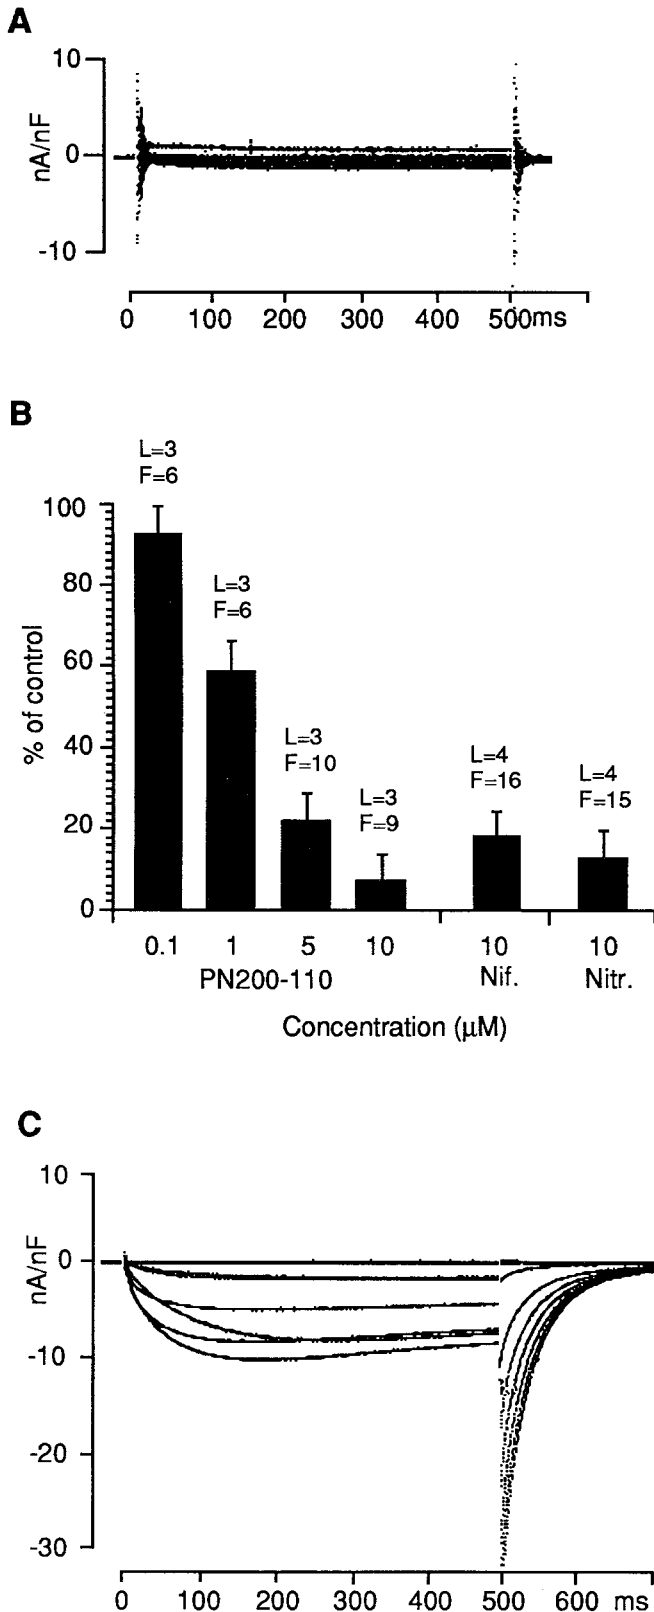 A
10
0
-10
nA/nF
0 100 200 300 400 500ms
B
L=3
F=6
L=3
F=6
L=3
F=10
L=3
F=9
L=4
F=16
L=4
F=15
100
80
60
40
20
0
% of control
0.1 1 5 10 10 10
PN200-110 Nif. Nitr.
Concentration (µM)
C
10
0
-10
-20
-30
nA/nF
0 100 200 300 400 500 600 ms